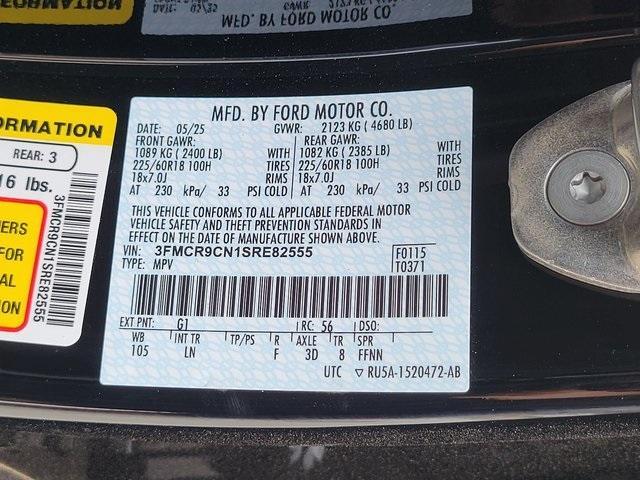 MFD. BY FORD MOTOR CO.
DATE: 05/25 GVWR: 2123 KG ( 4680 LB)
FRONT GAWR: REAR GAWR:
1089 KG ( 2400 LB) WITH 1082 KG ( 2385 LB) WITH
225/60R18 100H TIRES 225/60R18 100H TIRES
18x7.0J RIMS 18x7.0J RIMS
AT 230 kPa/ 33 PSI COLD AT 230 kPa/ 33 PSI COLD
THIS VEHICLE CONFORMS TO ALL APPLICABLE FEDERAL MOTOR
VEHICLE SAFETY AND THEFT PREVENTION STANDARDS IN
EFFECT ON THE DATE OF MANUFACTURE SHOWN ABOVE.
VIN: 3FMCR9CN1SRE82555 F0115
TYPE: MPV T0371
EXT PNT: G1 RC: 56 DSO:
WB INT TR TP/PS R AXLE TR SPR
105 LN F 3D 8 FFNN
UTC ▽ RU5A-1520472-AB
ORMATION
REAR: 3
16 lbs.
ERS
FOR
AL
ION
3FMCR9CN1SRE82555
MFD. BY FORD MOTOR CO.